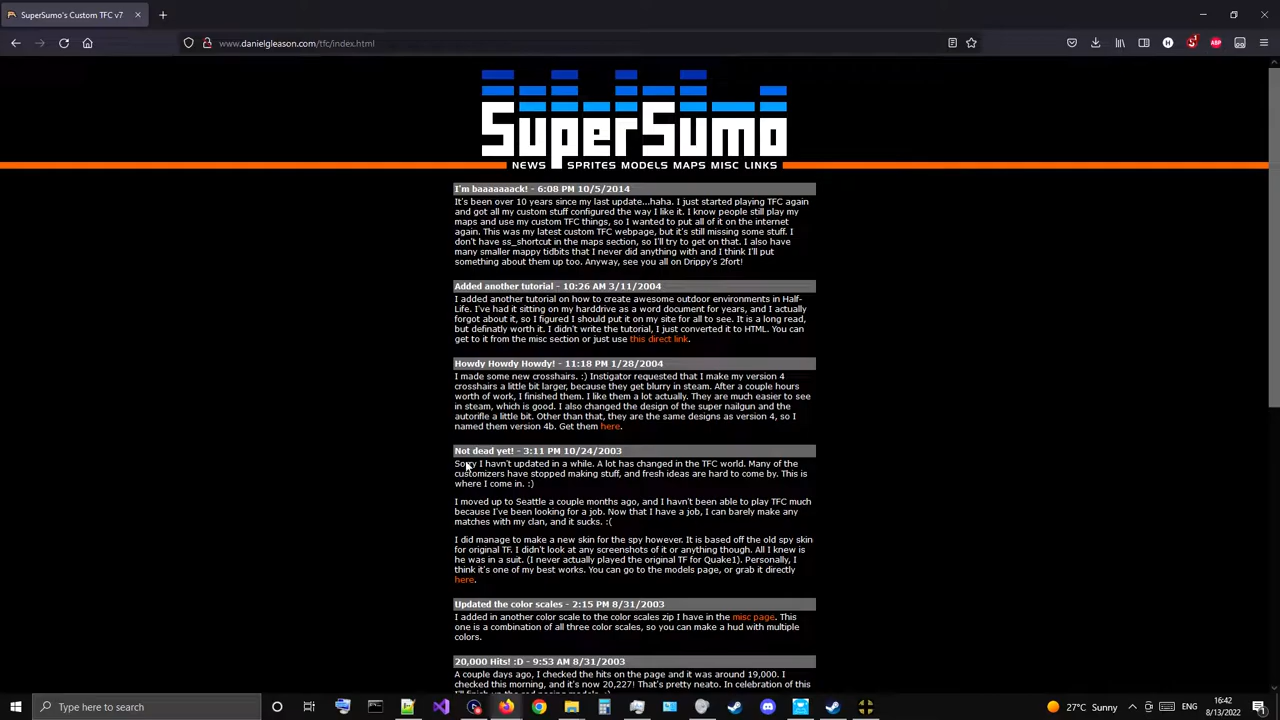 SuperSumo's Custom TFC v7
www.danielgleason.com/tfc/index.html
SuperSumo
NEWS SPRITES MODELS MAPS MISC LINKS
I'm baaaaaaack! - 6:08 PM 10/5/2014
It's been over 10 years since my last update...haha. I just started playing TFC again
and got all my custom stuff configured the way I like it. I know people still play my
maps and use my custom TFC things, so I wanted to put all of it on the internet
again. This was my latest custom TFC webpage, but it's still missing some stuff. I
don't have ss_shortcut in the maps section, so I'll try to get on that. I also have
many smaller mappy tidbits that I never did anything with and I think I'll put
something about them up too. Anyway, see you all on Drippy's 2fort!
Added another tutorial - 10:26 AM 3/11/2004
I added another tutorial on how to create awesome outdoor environments in Half-
Life. I've had it sitting on my harddrive as a word document for years, and I actually
forgot about it, so I figured I should put it on my site for all to see. It is a long read,
but definatly worth it. I didn't write the tutorial, I just converted it to HTML. You can
get to it from the misc section or just use this direct link.
Howdy Howdy Howdy! - 11:18 PM 1/28/2004
I made some new crosshairs. :) Instigator requested that I make my version 4
crosshairs a little bit larger, because they get blurry in steam. After a couple hours
worth of work, I finished them. I like them a lot actually. They are much easier to see
in steam, which is good. I also changed the design of the super nailgun and the
autorifle a little bit. Other than that, they are the same designs as version 4, so I
named them version 4b. Get them here.
Not dead yet! - 3:11 PM 10/24/2003
Sorry I havn't updated in a while. A lot has changed in the TFC world. Many of the
customizers have stopped making stuff, and fresh ideas are hard to come by. This is
where I come in. :)
I moved up to Seattle a couple months ago, and I havn't been able to play TFC much
because I've been looking for a job. Now that I have a job, I can barely make any
matches with my clan, and it sucks. :(
I did manage to make a new skin for the spy however. It is based off the old spy skin
for original TF. I didn't look at any screenshots of it or anything though. All I knew is
he was in a suit. (I never actually played the original TF for Quake1). Personally, I
think it's one of my best works. You can go to the models page, or grab it directly
here.
Updated the color scales - 2:15 PM 8/31/2003
I added in another color scale to the color scales zip I have in the misc page. This
one is a combination of all three color scales, so you can make a hud with multiple
colors.
20,000 Hits! :D - 9:53 AM 8/31/2003
A couple days ago, I checked the hits on the page and it was around 19,000. I
checked this morning, and it's now 20,227! That's pretty neato. In celebration of this
Type here to search
27°C Sunny
16:42
8/13/2022